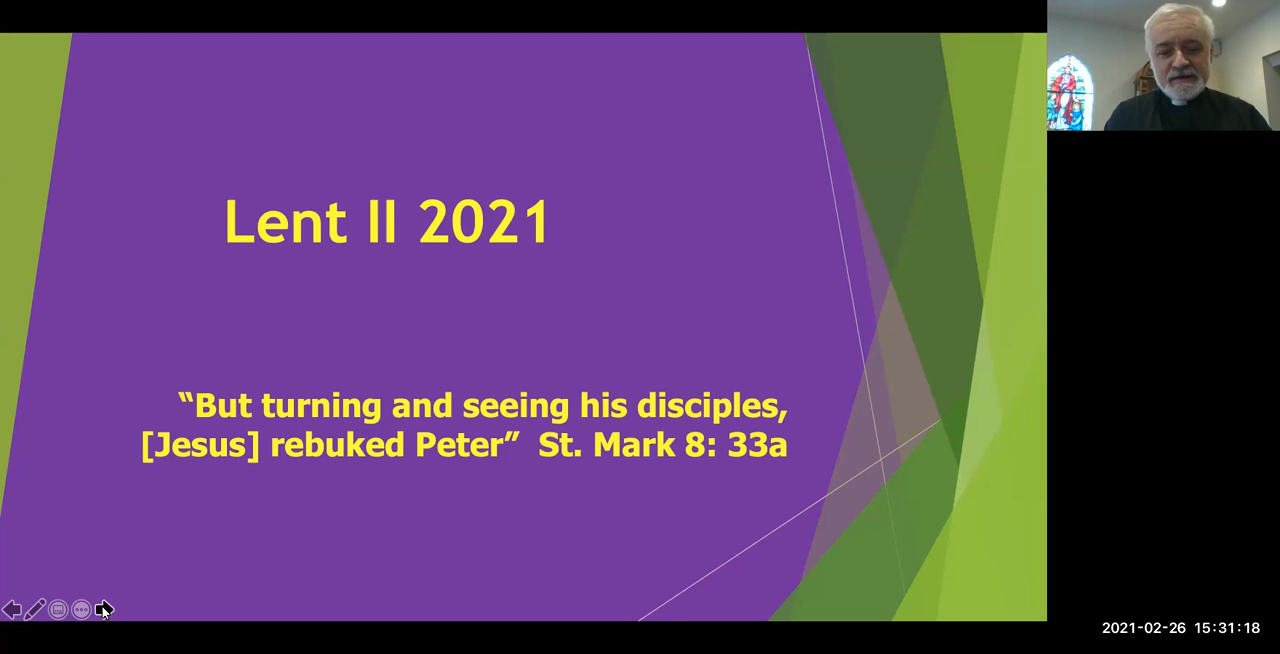 Lent II 2021
“But turning and seeing his disciples,
[Jesus] rebuked Peter”  St. Mark 8: 33a
2021-02-26 15:31:18